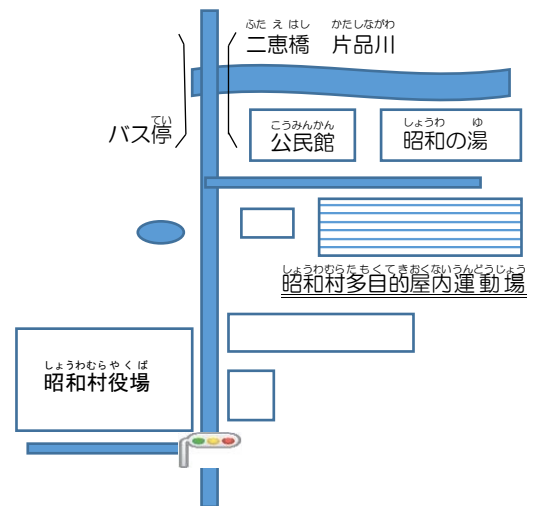 ふた え はし かたしながわ
二恵橋 片品川
てい
バス停
こうみんかん
公民館
しょうわ ゆ
昭和の湯
しょうわむらたもくてきおくないうんどうじょう
昭和村多目的屋内運動場
しょうわむらやくば
昭和村役場